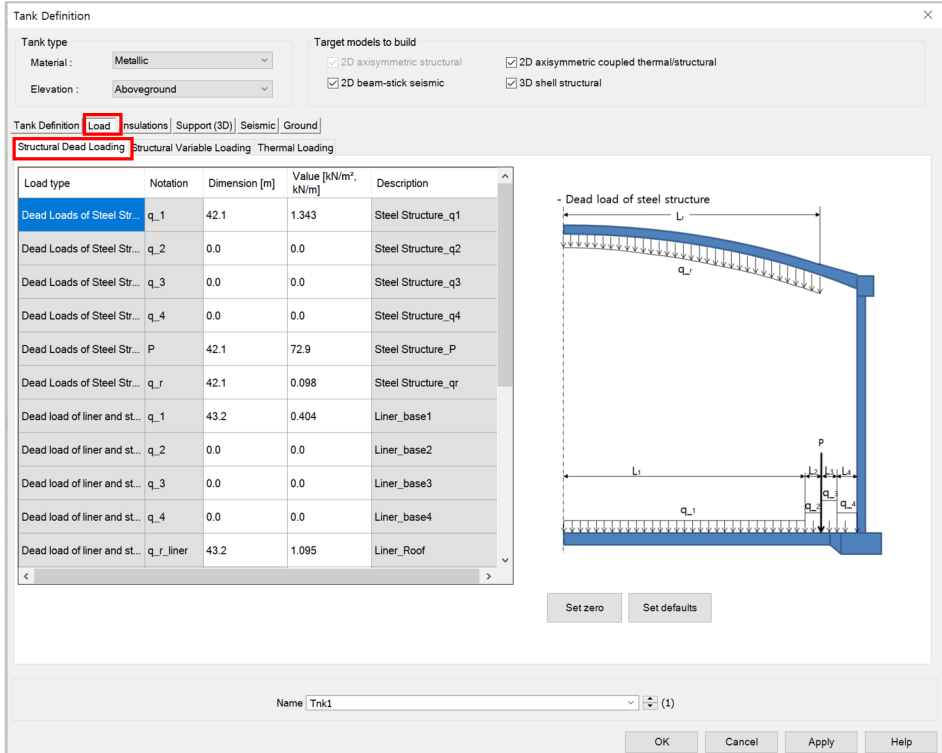 Tank Definition
Tank type
Material :
Metallic
Elevation :
Aboveground
Target models to build
2D axisymmetric structural
2D axisymmetric coupled thermal/structural
2D beam-stick seismic
3D shell structural
Tank Definition Load nsulations Support (3D) Seismic Ground
Structural Dead Loading tructural Variable Loading Thermal Loading
Load type Notation Dimension [m] Value [kN/m², kN/m] Description
Dead Loads of Steel Str... q_1 42.1 1.343 Steel Structure_q1
Dead Loads of Steel Str... q_2 0.0 0.0 Steel Structure_q2
Dead Loads of Steel Str... q_3 0.0 0.0 Steel Structure_q3
Dead Loads of Steel Str... q_4 0.0 0.0 Steel Structure_q4
Dead Loads of Steel Str... P 42.1 72.9 Steel Structure_P
Dead Loads of Steel Str... q_r 42.1 0.098 Steel Structure_qr
Dead load of liner and st... q_1 43.2 0.404 Liner_base1
Dead load of liner and st... q_2 0.0 0.0 Liner_base2
Dead load of liner and st... q_3 0.0 0.0 Liner_base3
Dead load of liner and st... q_4 0.0 0.0 Liner_base4
Dead load of liner and st... q_r_liner 43.2 1.095 Liner_Roof
- Dead load of steel structure
Lr
q_r
P
L1 L2 L3 L4
q_3
q_1 q_2 q_4
Set zero Set defaults
Name Tnk1 (1)
OK Cancel Apply Help